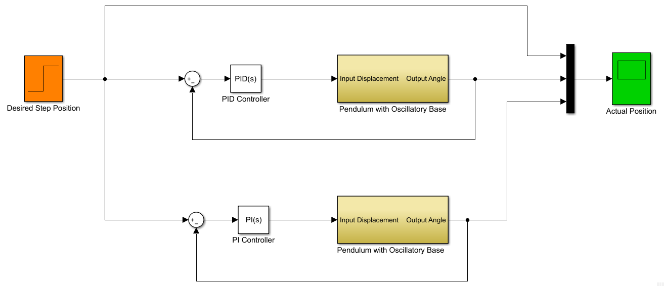 Desired Step Position
+
_
PID(s)
PID Controller
Input Displacement Output Angle
Pendulum with Oscillatory Base
Actual Position
+
_
PI(s)
PI Controller
Input Displacement Output Angle
Pendulum with Oscillatory Base